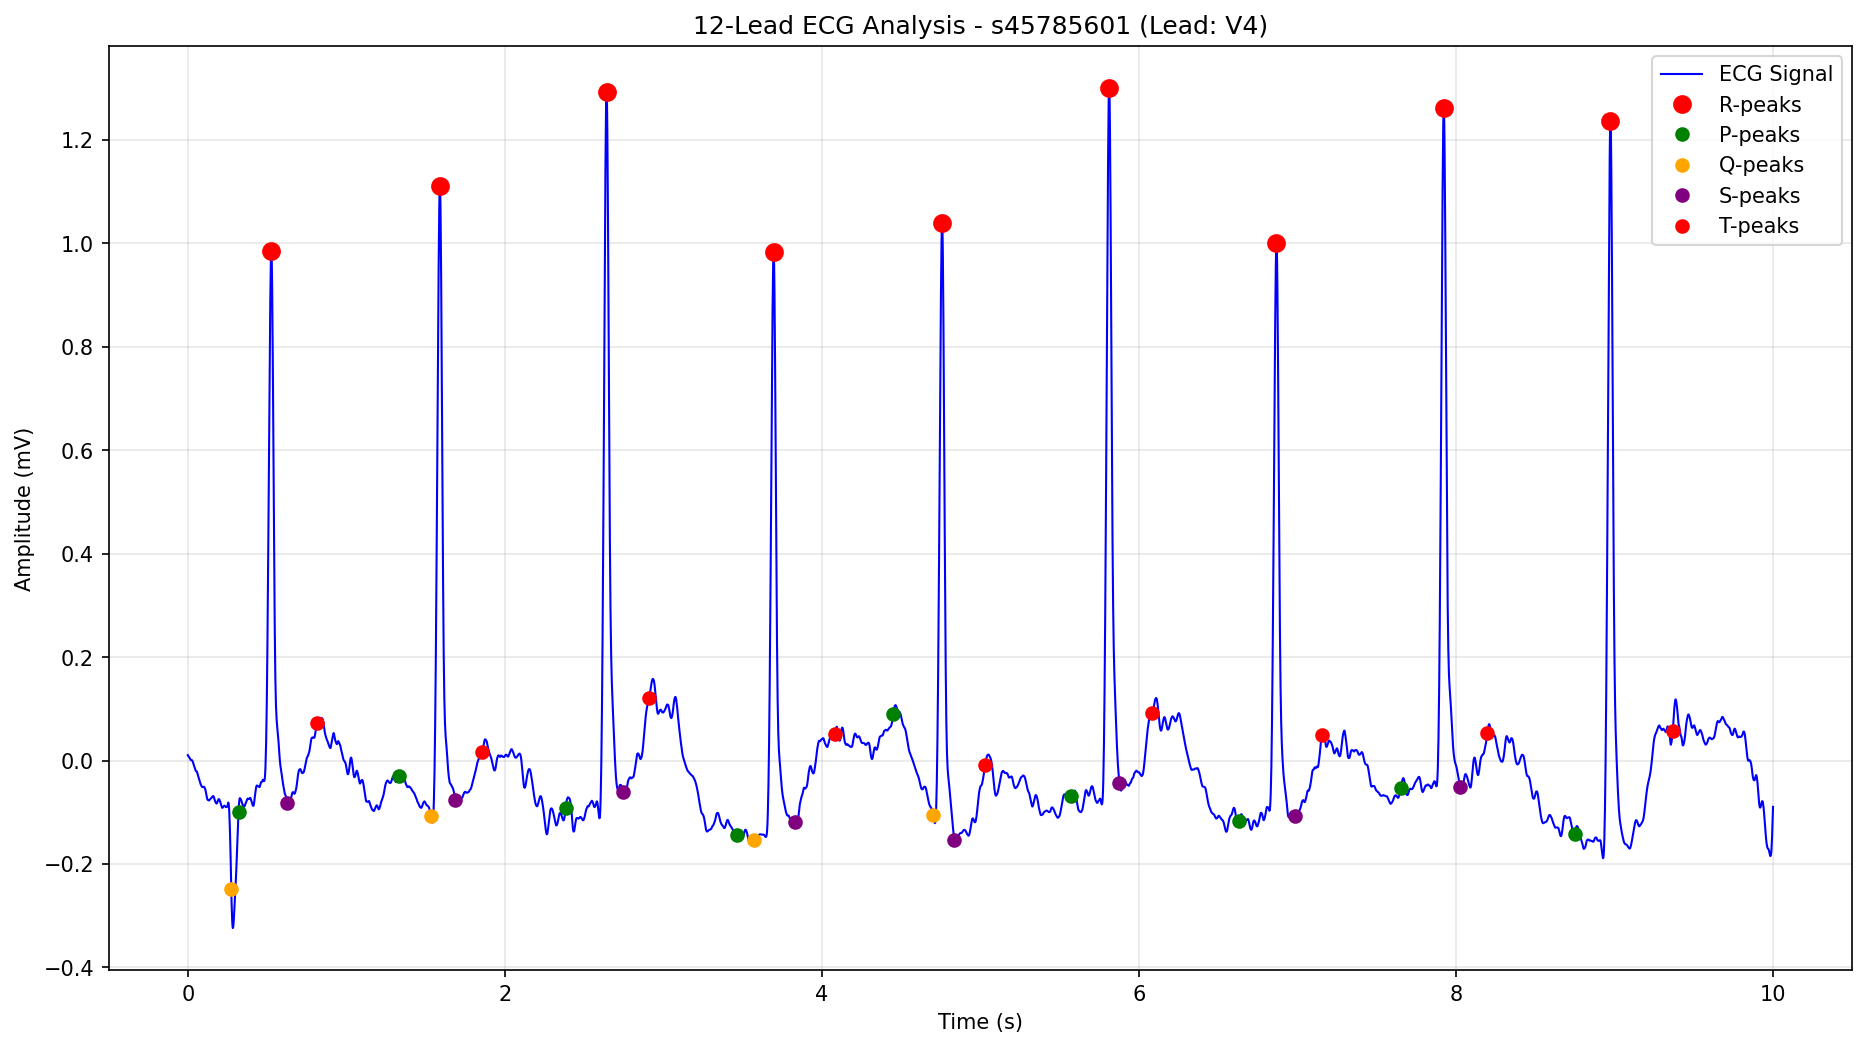 12-Lead ECG Analysis - s45785601 (Lead: V4)
ECG Signal
R-peaks
P-peaks
Q-peaks
S-peaks
T-peaks
Amplitude (mV)
1.2
1.0
0.8
0.6
0.4
0.2
0.0
−0.2
−0.4
0 2 4 6 8 10
Time (s)